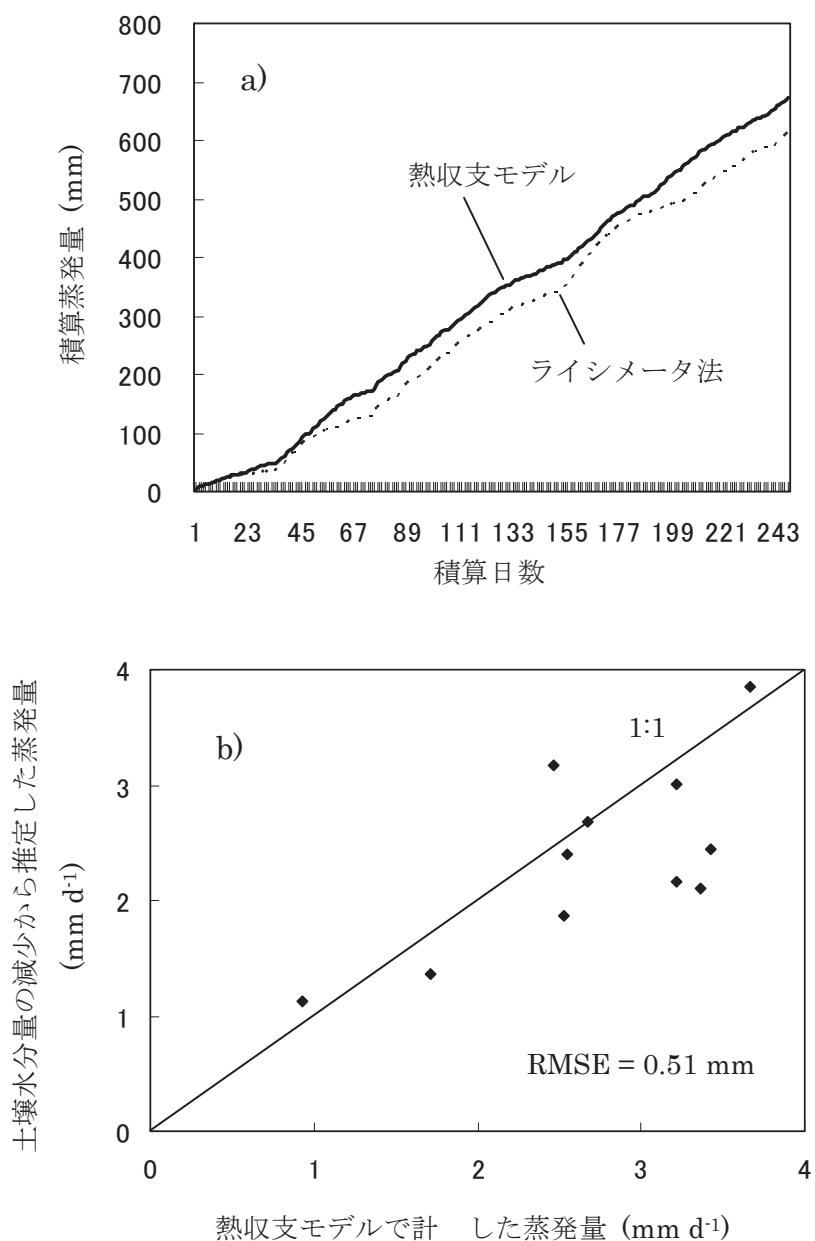 800
700
600
500
400
300
200
100
0
積算蒸発量 (mm)
a)
熱収支モデル
ライシメータ法
1 23 45 67 89 111 133 155 177 199 221 243
積算日数
土壌水分量の減少から推定した蒸発量
(mm d-1)
4
3
2
1
0
b)
1:1
RMSE = 0.51 mm
0 1 2 3 4
熱収支モデルで計 した蒸発量 (mm d-1)